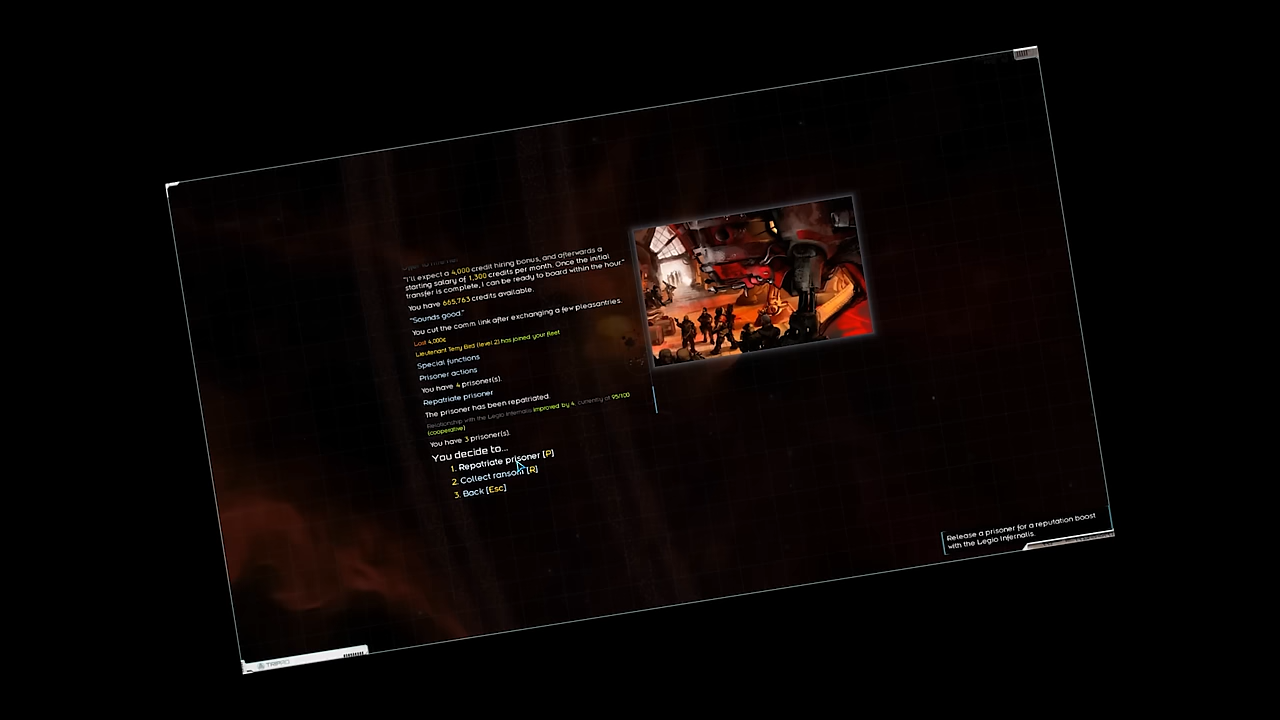 "I'll expect a 4,000 credit hiring bonus, and afterwards a
starting salary of 1,300 credits per month. Once the initial
transfer is complete, I can be ready to board within the hour."
You have 665,763 credits available.
"Sounds good."
You cut the comm link after exchanging a few pleasantries.
Lost 4,000¢
Lieutenant Terry Bird (level 2) has joined your fleet
Special functions
Prisoner actions
You have 4 prisoner(s).
Repatriate prisoner
The prisoner has been repatriated.
Relationship with the Legio Infernalis improved by 4, currently at 95/100
(cooperative)
You have 3 prisoner(s).
You decide to...
1. Repatriate prisoner [P]
2. Collect ransom [R]
3. Back [Esc]
Release a prisoner for a reputation boost
with the Legio Infernalis.